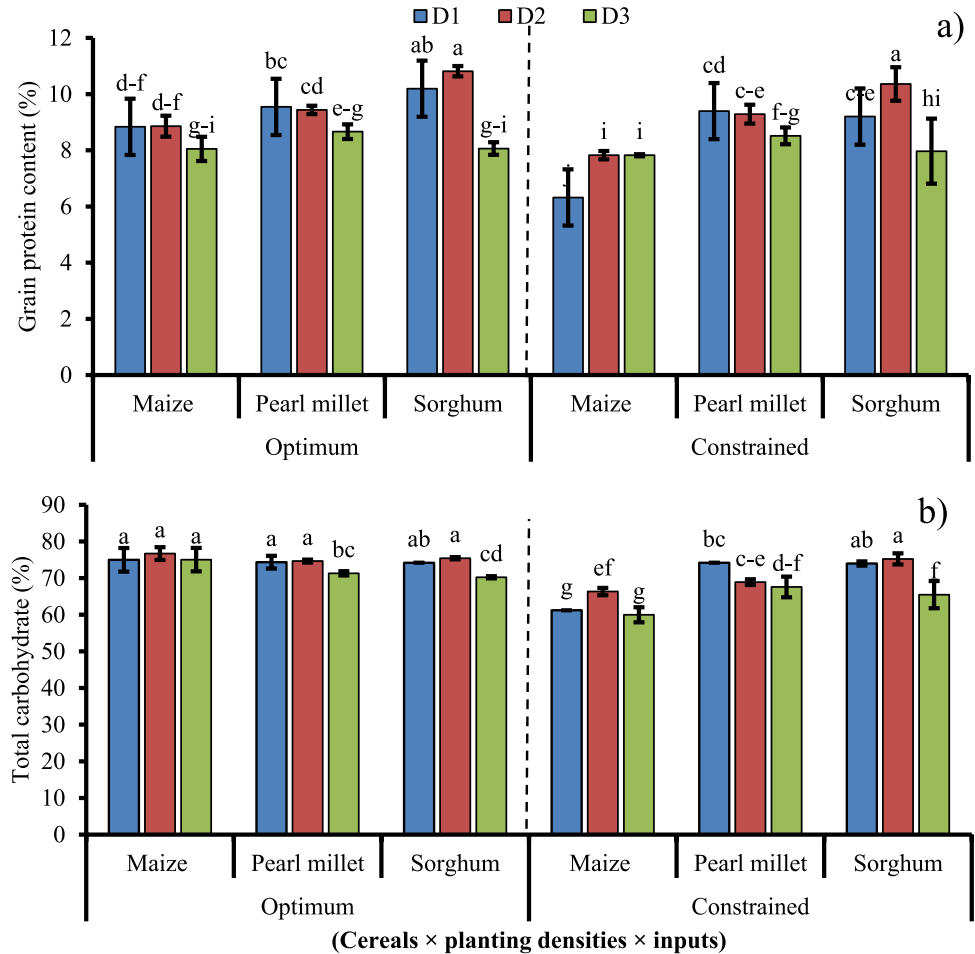 D1 D2 D3
a)
Grain protein content (%)
12
10
8
6
4
2
0
d-f d-f g-i bc cd e-g ab a g-i i i cd c-e f-g c-e a hi
Maize Pearl millet Sorghum Maize Pearl millet Sorghum
Optimum Constrained
b)
Total carbohydrate (%)
90
80
70
60
50
40
30
20
10
0
a a a a a bc ab a cd g ef g bc c-e d-f ab a f
Maize Pearl millet Sorghum Maize Pearl millet Sorghum
Optimum Constrained
(Cereals × planting densities × inputs)